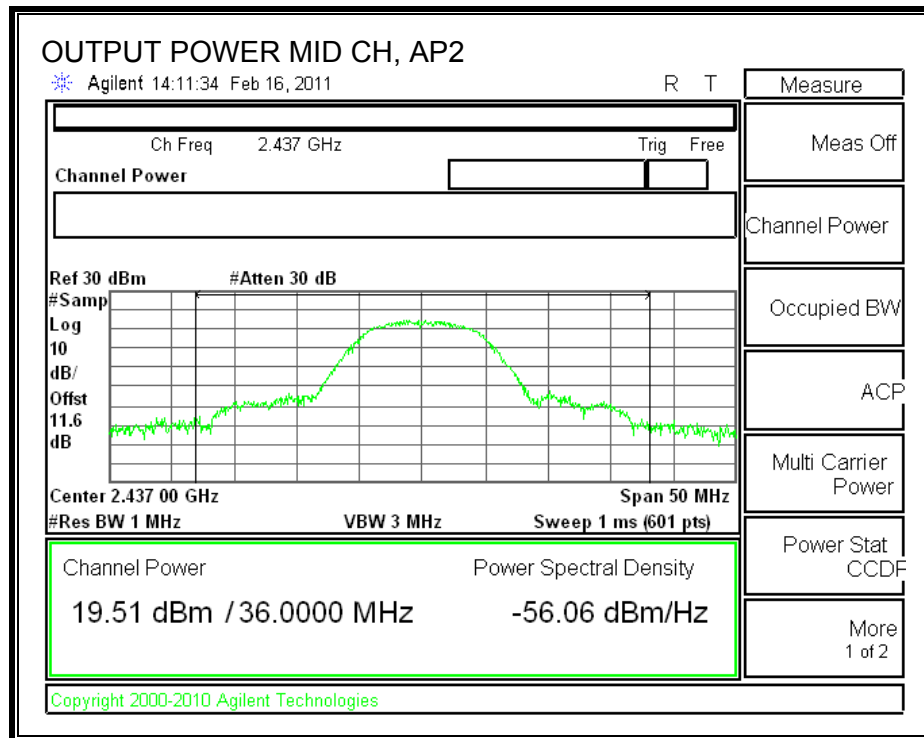 OUTPUT POWER MID CH, AP2
Agilent 14:11:34 Feb 16, 2011 R T
Measure
Ch Freq 2.437 GHz Trig Free
Meas Off
Channel Power
Channel Power
Ref 30 dBm #Atten 30 dB
#Samp
Log
10
dB/
Offst
11.6
dB
Occupied BW
ACP
Center 2.437 00 GHz Span 50 MHz
#Res BW 1 MHz VBW 3 MHz Sweep 1 ms (601 pts)
Multi Carrier
Power
Channel Power Power Spectral Density
19.51 dBm / 36.0000 MHz -56.06 dBm/Hz
Power Stat
CCDF
More
1 of 2
Copyright 2000-2010 Agilent Technologies